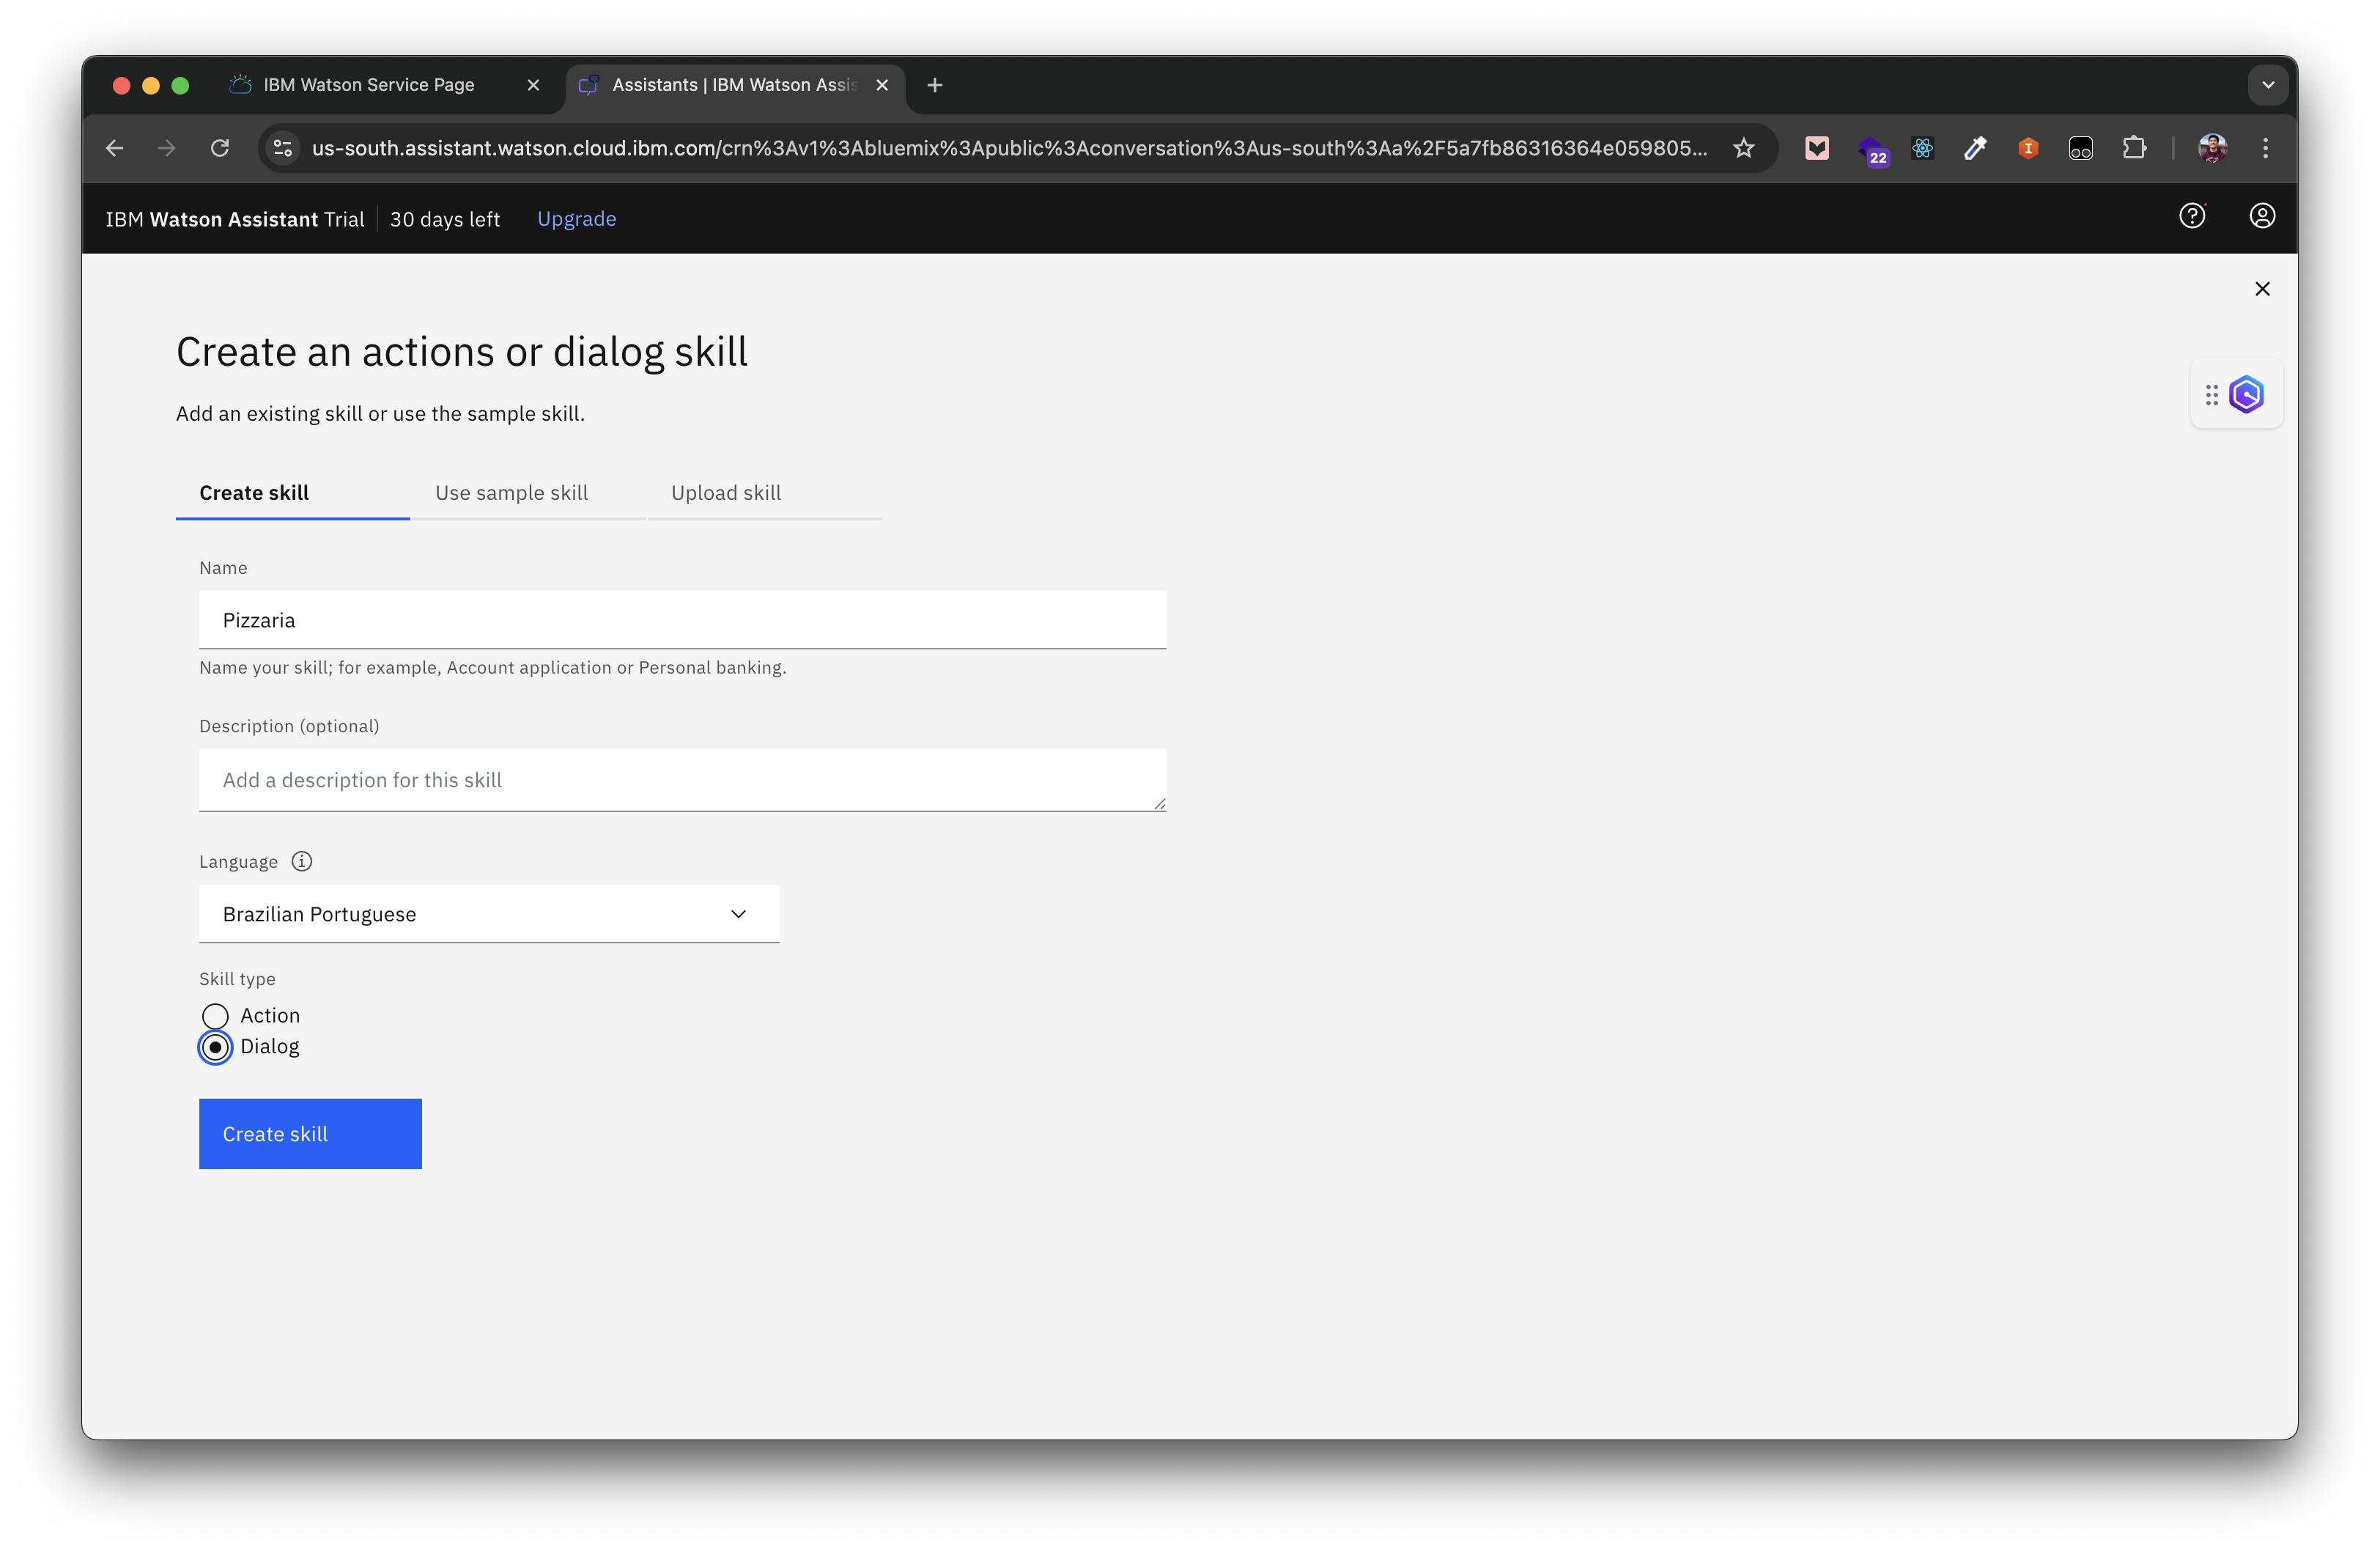 IBM Watson Service Page
Assistants | IBM Watson Assis
us-south.assistant.watson.cloud.ibm.com/crn%3Av1%3Abluemix%3Apublic%3Aconversation%3Aus-south%3Aa%2F5a7fb86316364e059805...
22
IBM Watson Assistant Trial
30 days left
Upgrade
Create an actions or dialog skill
Add an existing skill or use the sample skill.
Create skill
Use sample skill
Upload skill
Name
Pizzaria
Name your skill; for example, Account application or Personal banking.
Description (optional)
Add a description for this skill
Language
Brazilian Portuguese
Skill type
Action
Dialog
Create skill